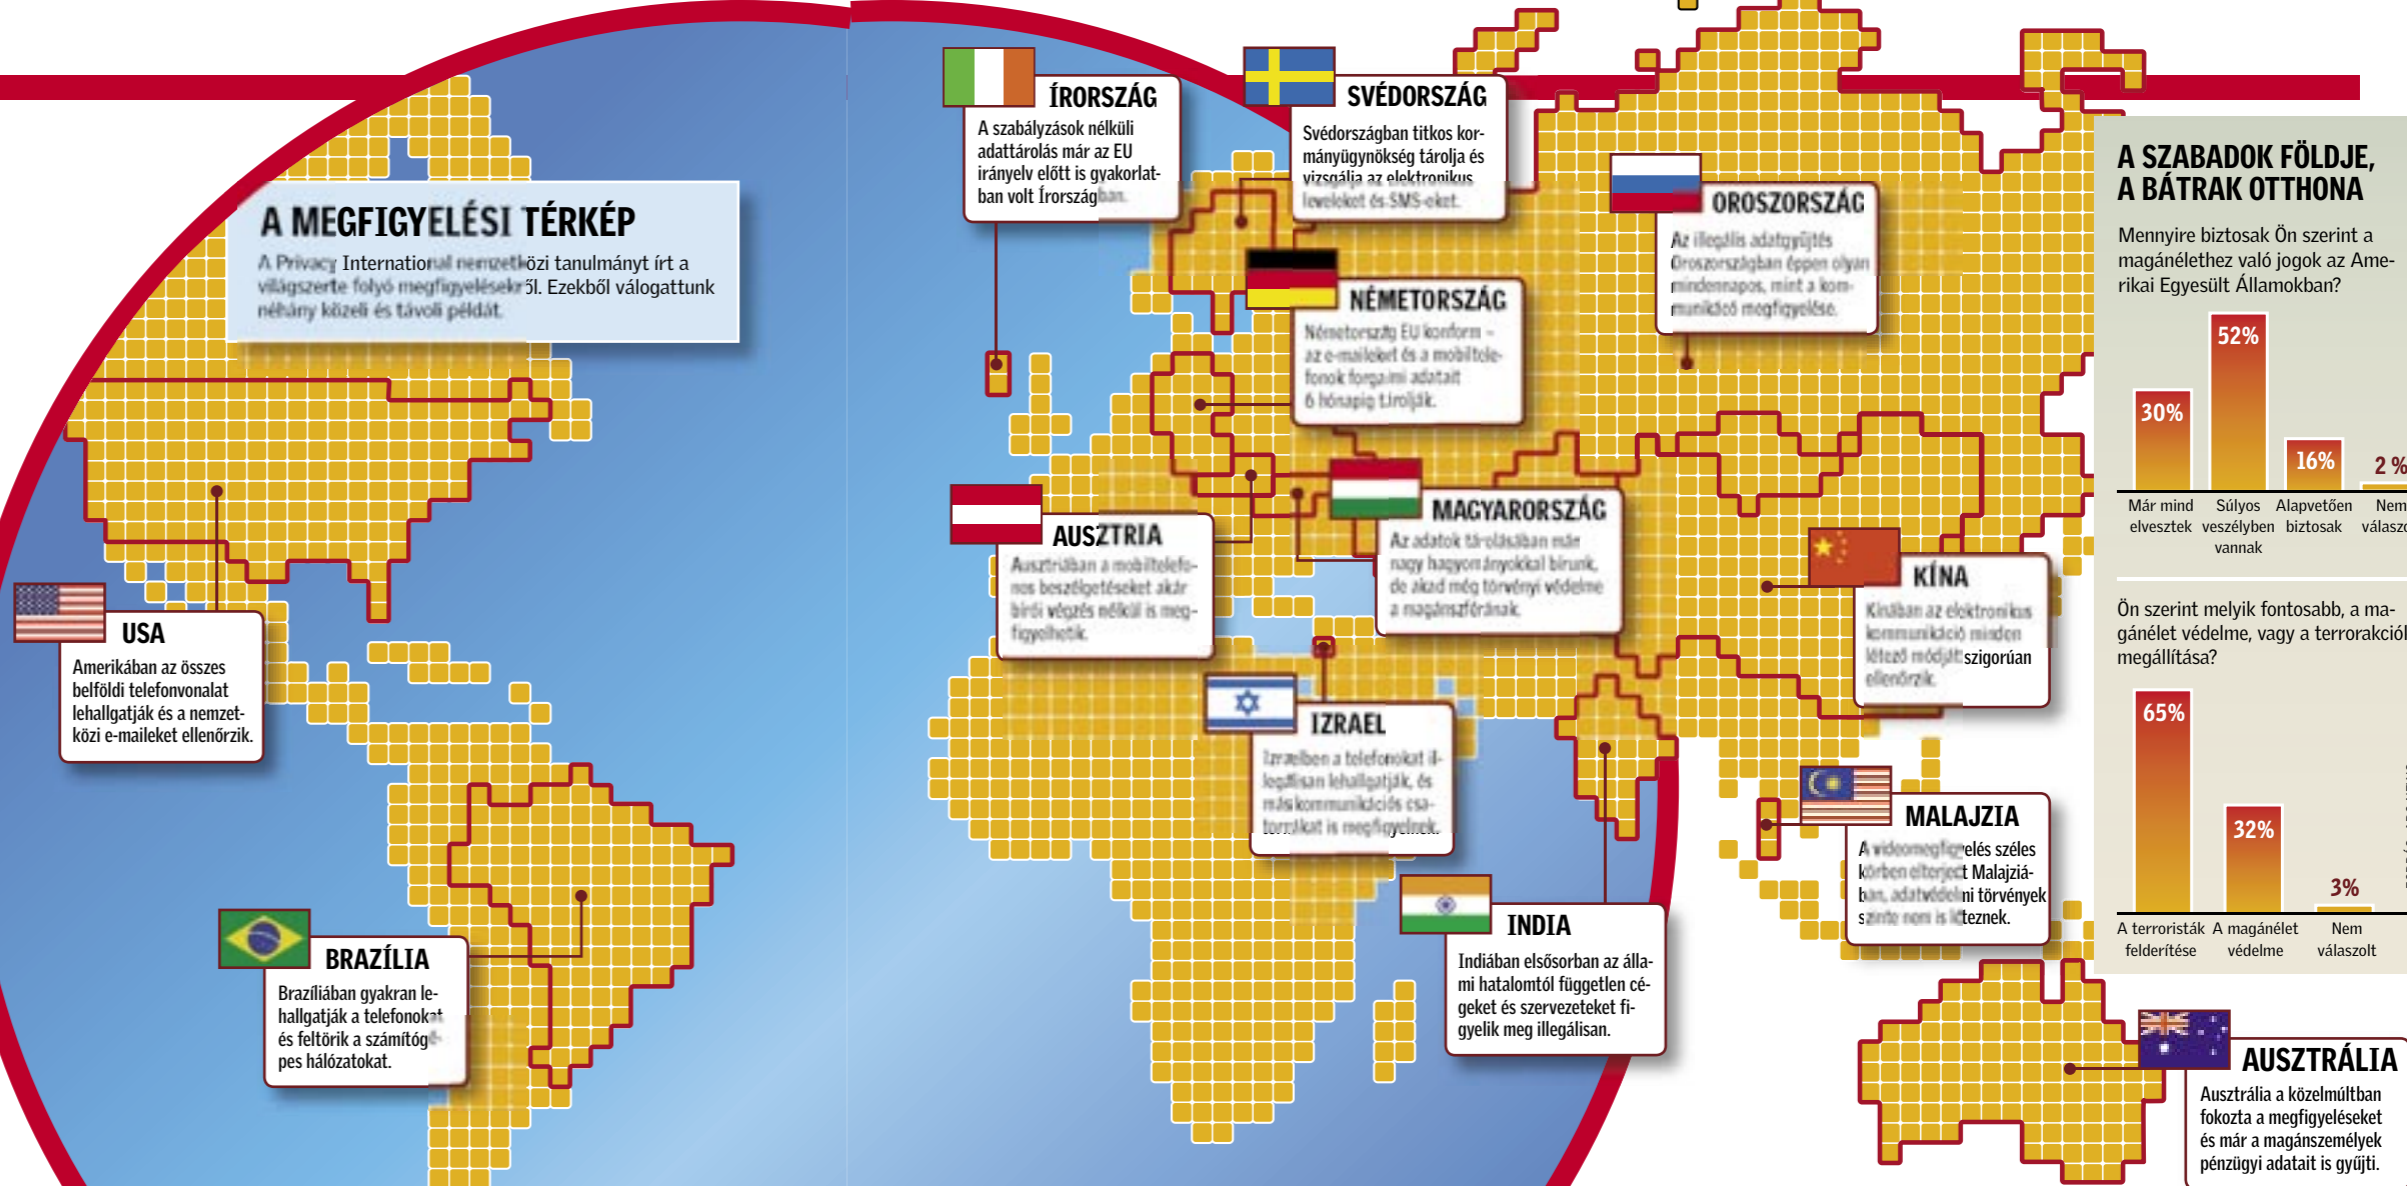 A MEGFIGYELÉSI TÉRKÉP
A Privacy International nemzetközi tanulmányt írt a
világszerte folyó megfigyelésekről. Ezekből válogattunk
néhány közeli és távoli példát.
ÍRORSZÁG
A szabályzások nélküli
adattárolás már az EU
irányelv előtt is gyakorlat-
ban volt Írországban.
SVÉDORSZÁG
Svédországban titkos kor-
mányügynökség tárolja és
vizsgálja az elektronikus
leveleket és SMS-eket.
OROSZORSZÁG
Az illegális adatgyűjtés
Oroszországban éppen olyan
mindennapos, mint a kom-
munikáció megfigyelése.
NÉMETORSZÁG
Németország EU konform –
az e-maileket és a mobiltele-
fonok forgalmi adatait
6 hónapig tárolják.
AUSZTRIA
Ausztriában a mobiltelefo-
nos beszélgetéseket akár
bírói végzés nélkül is meg-
figyelhetik.
MAGYARORSZÁG
Az adatok tárolásában már
nagy hagyományokkal bírunk,
de akad még törvényi védelme
a magánszférának.
KÍNA
Kínában az elektronikus
kommunikáció minden
létező módját szigorúan
ellenőrzik.
USA
Amerikában az összes
belföldi telefonvonalat
lehallgatják és a nemzet-
közi e-maileket ellenőrzik.
IZRAEL
Izraelben a telefonokat il-
legálisan lehallgatják, és
más kommunikációs csa-
tornákat is megfigyelnek.
MALAJZIA
A videomegfigyelés széles
körben elterjedt Malajziá-
ban, adatvédelmi törvények
szinte nem is léteznek.
BRAZÍLIA
Brazíliában gyakran le-
hallgatják a telefonokat
és feltörik a számítógé-
pes hálózatokat.
INDIA
Indiában elsősorban az álla-
mi hatalomtól független cé-
geket és szervezeteket fi-
gyelik meg illegálisan.
AUSZTRÁLIA
Ausztrália a közelmúltban
fokozta a megfigyeléseket
és már a magánszemélyek
pénzügyi adatait is gyűjti.
A SZABADOK FÖLDJE,
A BÁTRAK OTTHONA
Mennyire biztosak Ön szerint a
magánélethez való jogok az Ame-
rikai Egyesült Államokban?
30%
52%
16%
2 %
Már mind
elvesztek
Súlyos
veszélyben
vannak
Alapvetően
biztosak
Nem
válaszo
Ön szerint melyik fontosabb, a ma-
gánélet védelme, vagy a terrorakciók
megállítása?
65%
32%
3%
A terroristák
felderítése
A magánélet
védelme
Nem
válaszolt